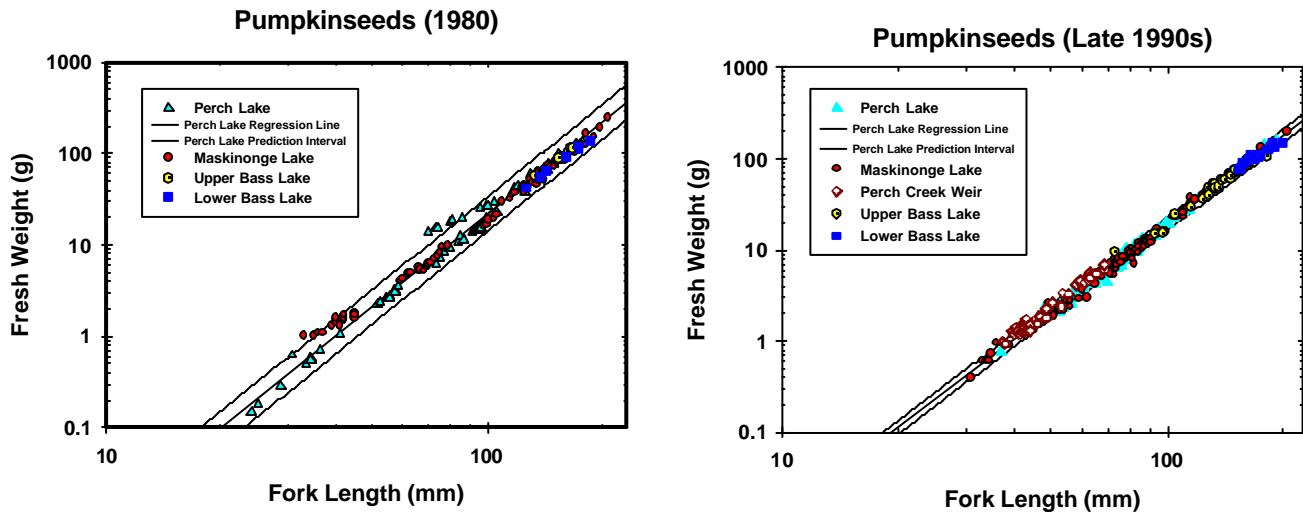 Pumpkinseeds (1980)
Fresh Weight (g)
1000
100
10
1
0.1
Perch Lake
Perch Lake Regression Line
Perch Lake Prediction Interval
Maskinonge Lake
Upper Bass Lake
Lower Bass Lake
10
100
Fork Length (mm)
Pumpkinseeds (Late 1990s)
Fresh Weight (g)
1000
100
10
1
0.1
Perch Lake
Perch Lake Regression Line
Perch Lake Prediction Interval
Maskinonge Lake
Perch Creek Weir
Upper Bass Lake
Lower Bass Lake
10
100
Fork Length (mm)